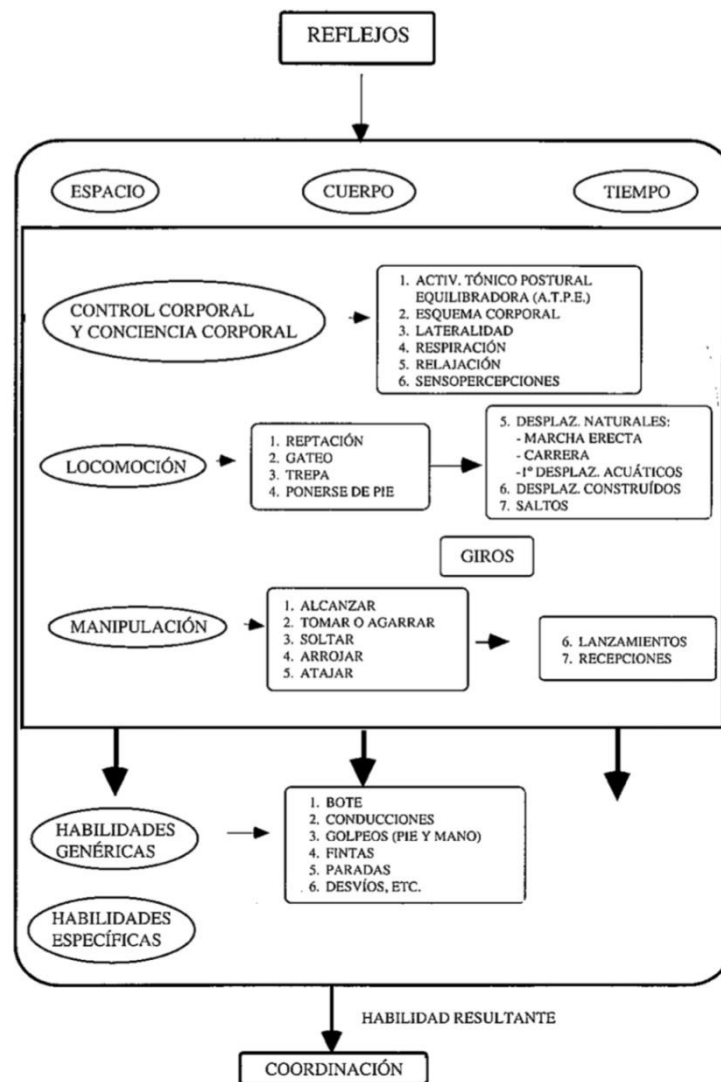 REFLEJOS
ESPACIO
CUERPO
TIEMPO
CONTROL CORPORAL
Y CONCIENCIA CORPORAL
1. ACTIV. TÓNICO POSTURAL
EQUILIBRADORA (A.T.P.E.)
2. ESQUEMA CORPORAL
3. LATERALIDAD
4. RESPIRACIÓN
5. RELAJACIÓN
6. SENSOPERCEPCIONES
LOCOMOCIÓN
1. REPTACIÓN
2. GATEO
3. TREPA
4. PONERSE DE PIE
5. DESPLAZ. NATURALES:
- MARCHA ERECTA
- CARRERA
-1º DESPLAZ. ACUÁTICOS
6. DESPLAZ. CONSTRUÍDOS
7. SALTOS
GIROS
MANIPULACIÓN
1. ALCANZAR
2. TOMAR O AGARRAR
3. SOLTAR
4. ARROJAR
5. ATAJAR
6. LANZAMIENTOS
7. RECEPCIONES
HABILIDADES
GENÉRICAS
1. BOTE
2. CONDUCCIONES
3. GOLPEOS (PIE Y MANO)
4. FINTAS
5. PARADAS
6. DESVÍOS, ETC.
HABILIDADES
ESPECÍFICAS
HABILIDAD RESULTANTE
COORDINACIÓN